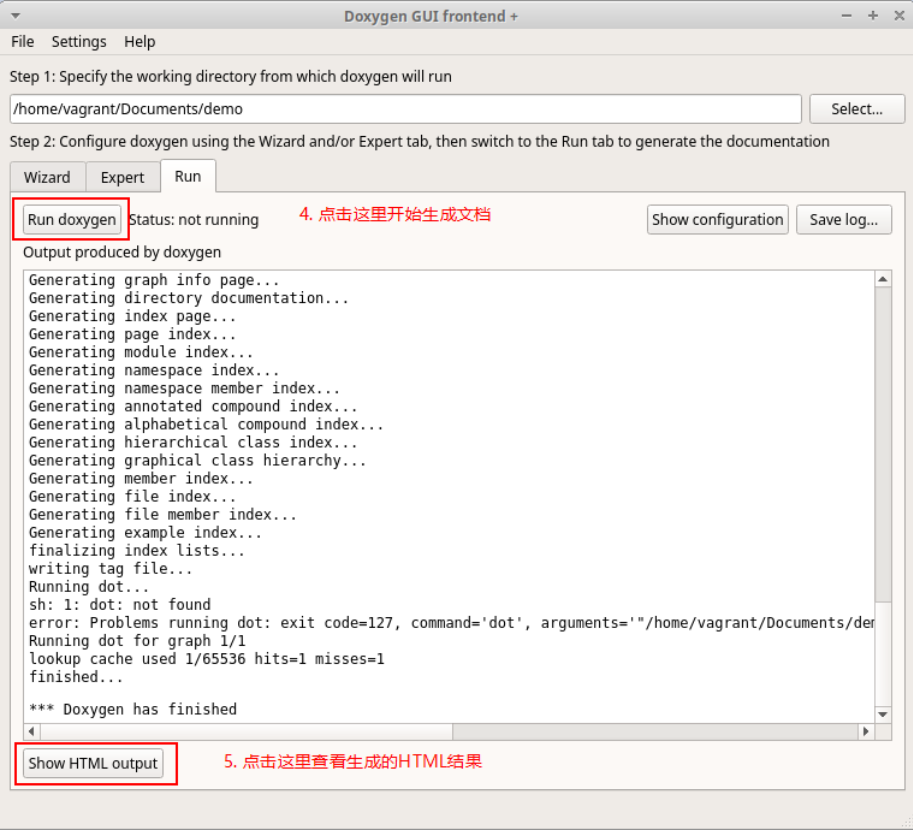 Doxygen GUI frontend +
File Settings Help
Step 1: Specify the working directory from which doxygen will run
/home/vagrant/Documents/demo Select...
Step 2: Configure doxygen using the Wizard and/or Expert tab, then switch to the Run tab to generate the documentation
Wizard Expert Run
Run doxygen Status: not running 4. 点击这里开始生成文档 Show configuration Save log...
Output produced by doxygen
Generating graph info page...
Generating directory documentation...
Generating index page...
Generating page index...
Generating module index...
Generating namespace index...
Generating namespace member index...
Generating annotated compound index...
Generating alphabetical compound index...
Generating hierarchical class index...
Generating graphical class hierarchy...
Generating member index...
Generating file index...
Generating file member index...
Generating example index...
finalizing index lists...
writing tag file...
Running dot...
sh: 1: dot: not found
error: Problems running dot: exit code=127, command='dot', arguments='"/home/vagrant/Documents/der
Running dot for graph 1/1
lookup cache used 1/65536 hits=1 misses=1
finished...
*** Doxygen has finished
Show HTML output 5. 点击这里查看生成的HTML结果